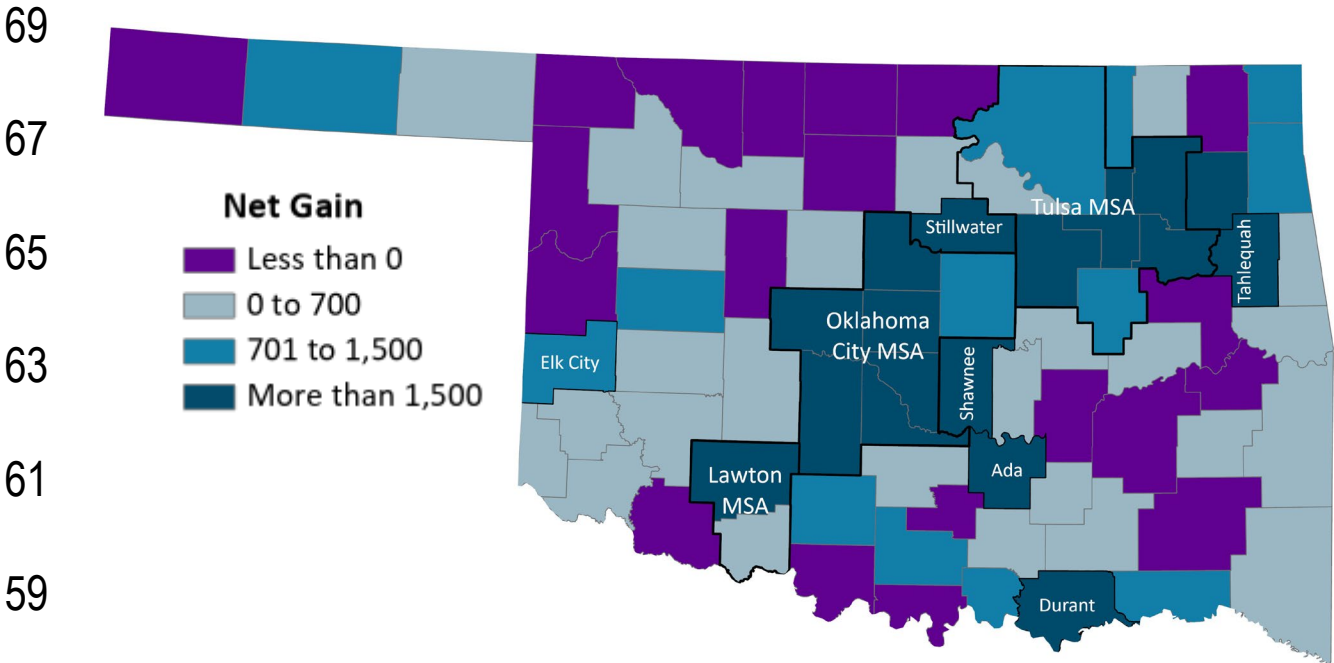 69
67
65
63
61
59
Net Gain
Less than 0
0 to 700
701 to 1,500
More than 1,500
Tulsa MSA
Stillwater
Tahlequah
Oklahoma
City MSA
Elk City
Shawnee
Lawton
MSA
Ada
Durant